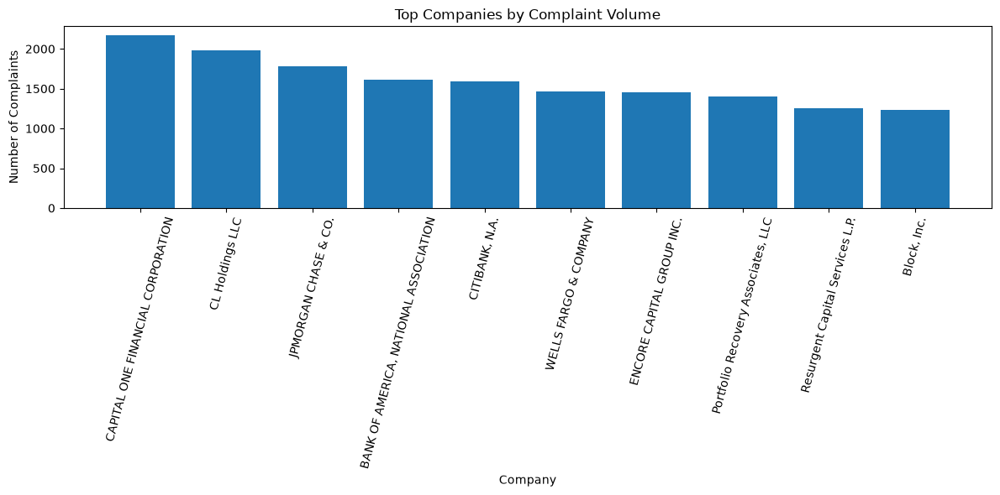 Top Companies by Complaint Volume
Number of Complaints
2000
1500
1000
500
0
CAPITAL ONE FINANCIAL CORPORATION
CL Holdings LLC
JPMORGAN CHASE & CO.
BANK OF AMERICA, NATIONAL ASSOCIATION
CITIBANK, N.A.
WELLS FARGO & COMPANY
ENCORE CAPITAL GROUP INC.
Portfolio Recovery Associates, LLC
Resurgent Capital Services L.P.
Block, Inc.
Company